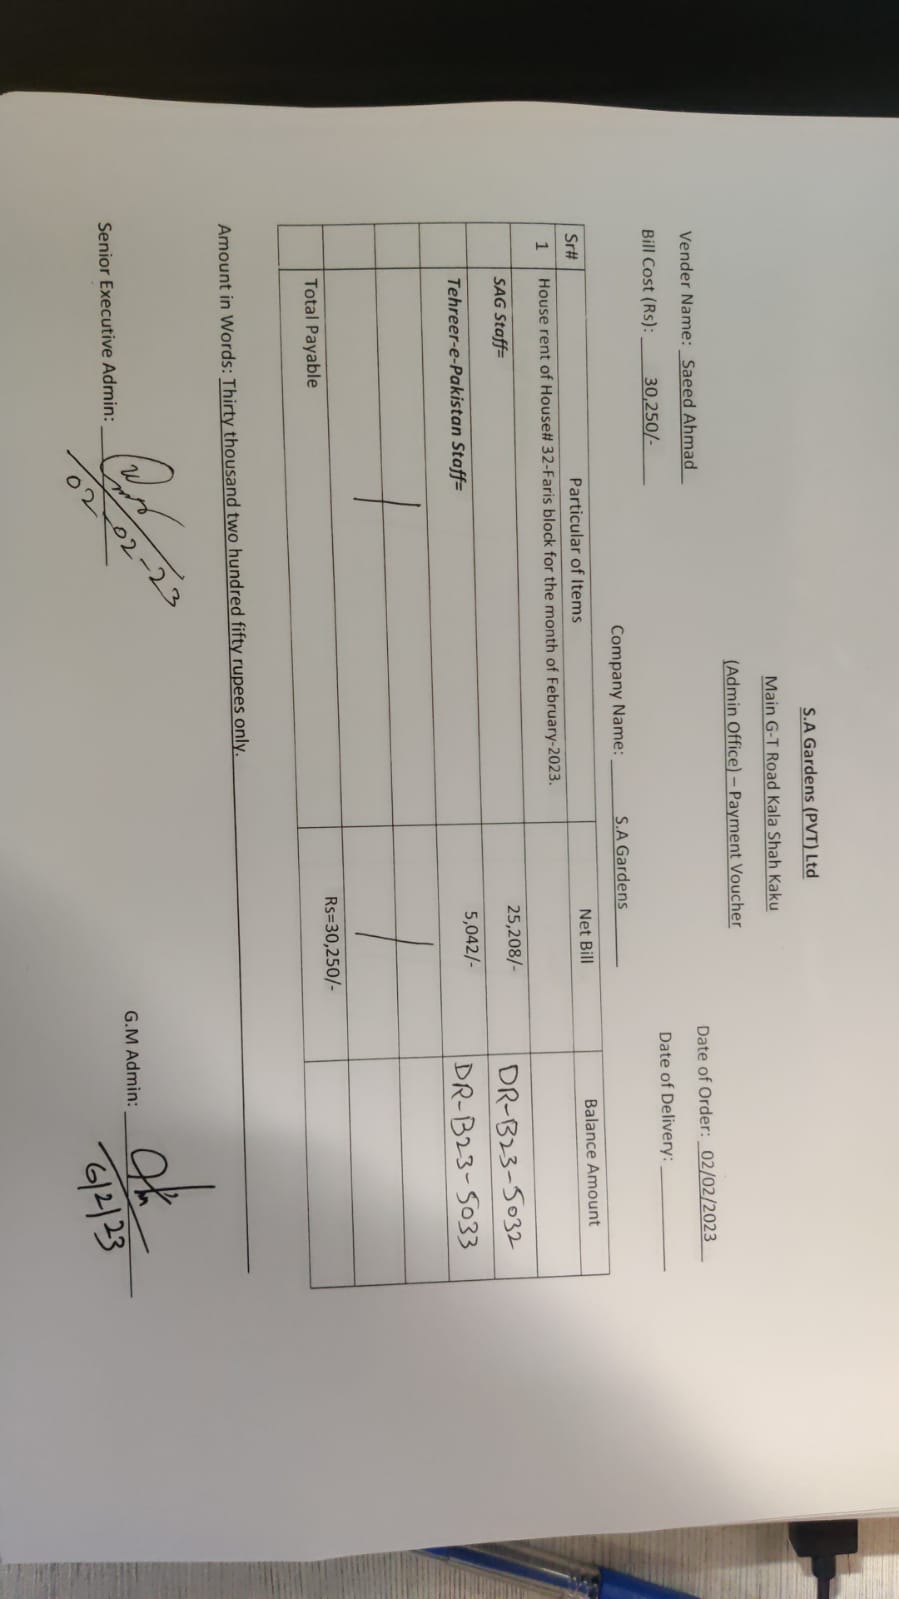 S.A Gardens (PVT) Ltd
Main G-T Road Kala Shah Kaku
(Admin Office) – Payment Voucher
Vender Name: Saeed Ahmad
Date of Order: 02/02/2023
Bill Cost (Rs): 30,250/-
Company Name: S.A Gardens
Date of Delivery:
Sr# Particular of Items Net Bill Balance Amount
1 House rent of House# 32-Faris block for the month of February-2023.
SAG Staff= 25,208/- DR-B23-5032
Tehreer-e-Pakistan Staff= 5,042/- DR-B23-5033
Total Payable Rs=30,250/-
Amount in Words: Thirty thousand two hundred fifty rupees only.
Senior Executive Admin: 02-02-23
02
G.M Admin:
6/2/23